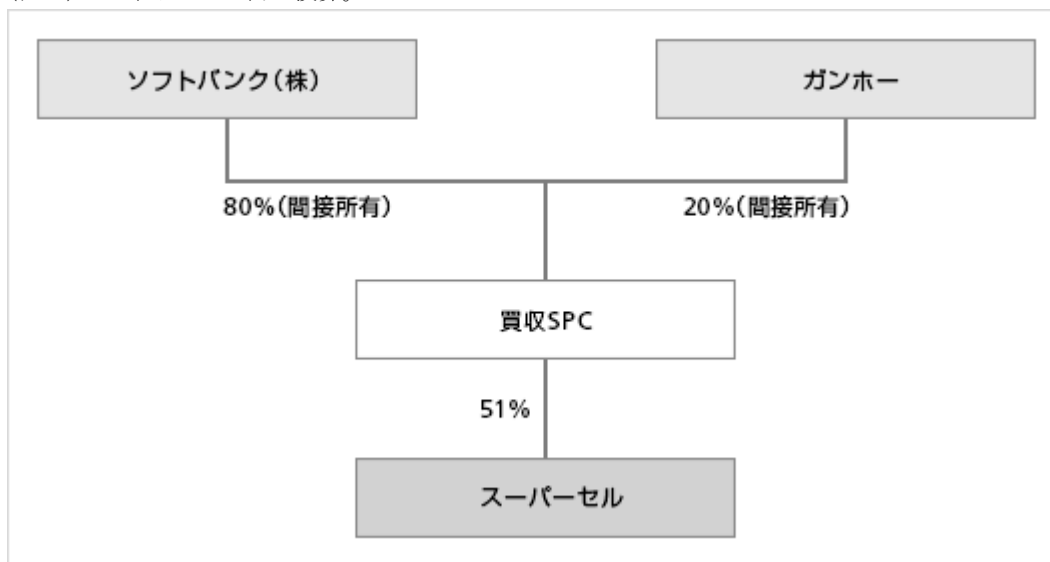 ソフトバンク（株）
ガンホー
80%（間接所有）
20%（間接所有）
買収SPC
51%
スーパーセル